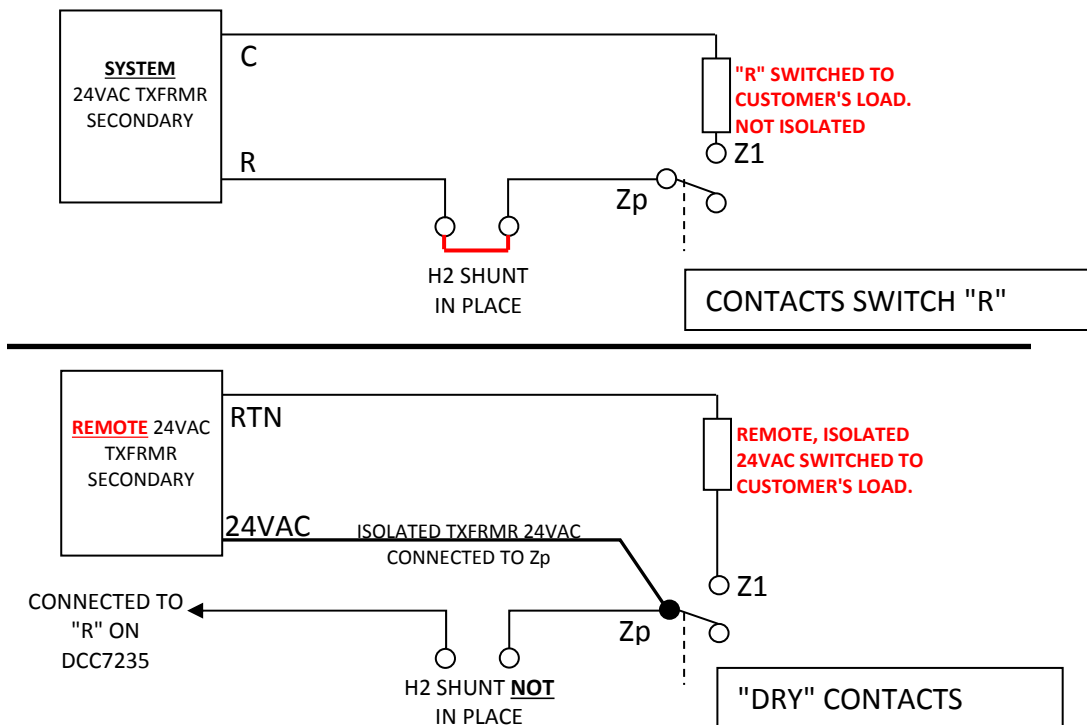 SYSTEM
24VAC TXFRMR
SECONDARY
C
"R" SWITCHED TO
CUSTOMER'S LOAD.
NOT ISOLATED
R
Z1
Zp
H2 SHUNT
IN PLACE
CONTACTS SWITCH "R"
REMOTE 24VAC
TXFRMR
SECONDARY
RTN
REMOTE, ISOLATED
24VAC SWITCHED TO
CUSTOMER'S LOAD.
24VAC
ISOLATED TXFRMR 24VAC
CONNECTED TO Zp
Z1
CONNECTED TO
"R" ON
DCC7235
Zp
H2 SHUNT NOT
IN PLACE
"DRY" CONTACTS